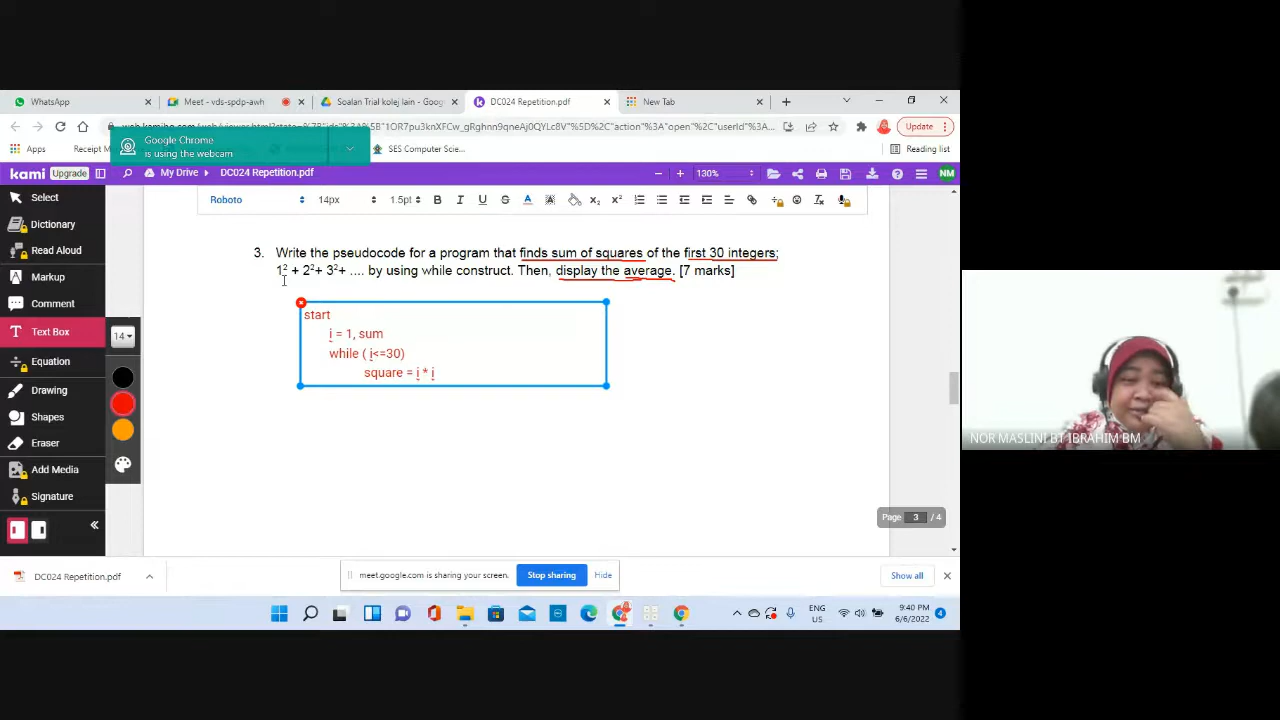 WhatsApp
Meet - vds-spdp-awh
Soalan Trial kolej lain - Goog
DC024 Repetition.pdf
New Tab
Google Chrome
is using the webcam
Update
Apps
Receipt M
SES Computer Scie...
Reading list
kami
Upgrade
My Drive
DC024 Repetition.pdf
130%
NM
Select
Dictionary
Read Aloud
Markup
Comment
Text Box
Equation
Drawing
Shapes
Eraser
Add Media
Signature
14
Roboto
14px
1.5pt
3. Write the pseudocode for a program that finds sum of squares of the first 30 integers;
1² + 2²+ 3²+ .... by using while construct. Then, display the average. [7 marks]
start
i = 1, sum
while ( i<=30)
square = i * i
Page 3 / 4
NOR MASLINI BT IBRAHIM BM
DC024 Repetition.pdf
meet.google.com is sharing your screen.
Stop sharing
Hide
Show all
ENG
US
9:40 PM
6/6/2022
4